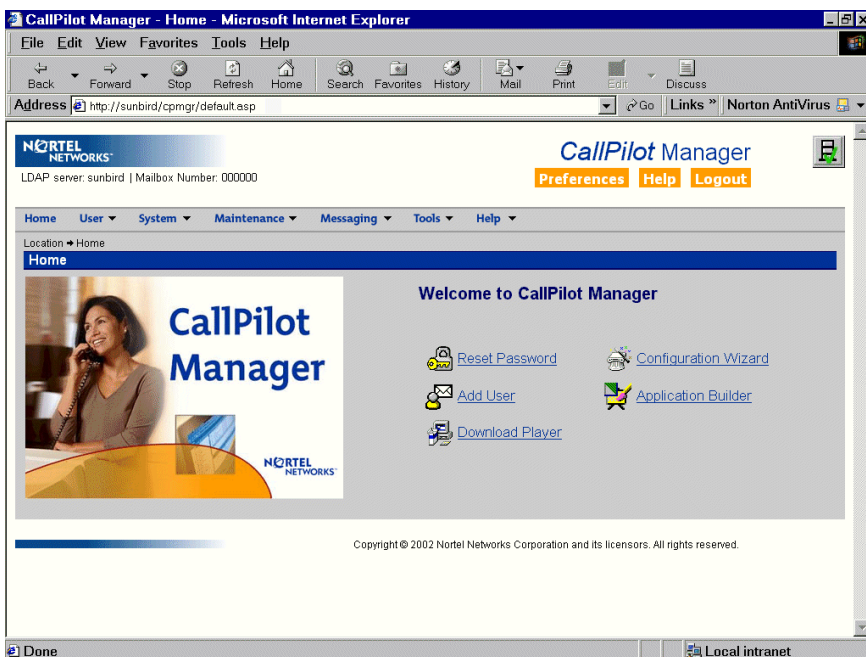 CallPilot Manager - Home - Microsoft Internet Explorer
File Edit View Favorites Tools Help
Back Forward Stop Refresh Home Search Favorites History Mail Print Edit Discuss
Address http://sunbird/cpmgr/default.asp Go Links » Norton AntiVirus
NORTEL NETWORKS
CallPilot Manager
LDAP server: sunbird | Mailbox Number: 000000
Preferences Help Logout
Home User System Maintenance Messaging Tools Help
Location Home
Home
CallPilot Manager
NORTEL NETWORKS
Welcome to CallPilot Manager
Reset Password Configuration Wizard
Add User Application Builder
Download Player
Copyright © 2002 Nortel Networks Corporation and its licensors. All rights reserved.
Done Local intranet